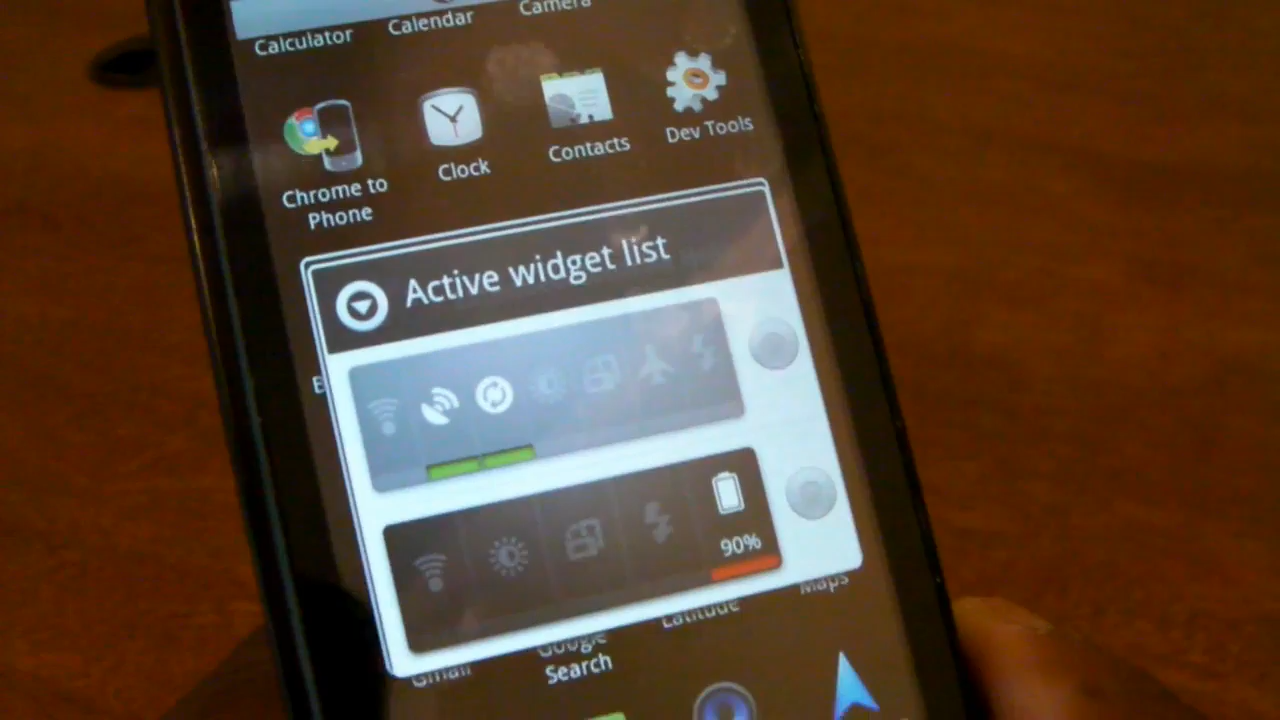 Calculator
Calendar
Camera
Chrome to
Phone
Clock
Contacts
Dev Tools
Active widget list
90%
Gmail
Google
Search
Latitude
Maps